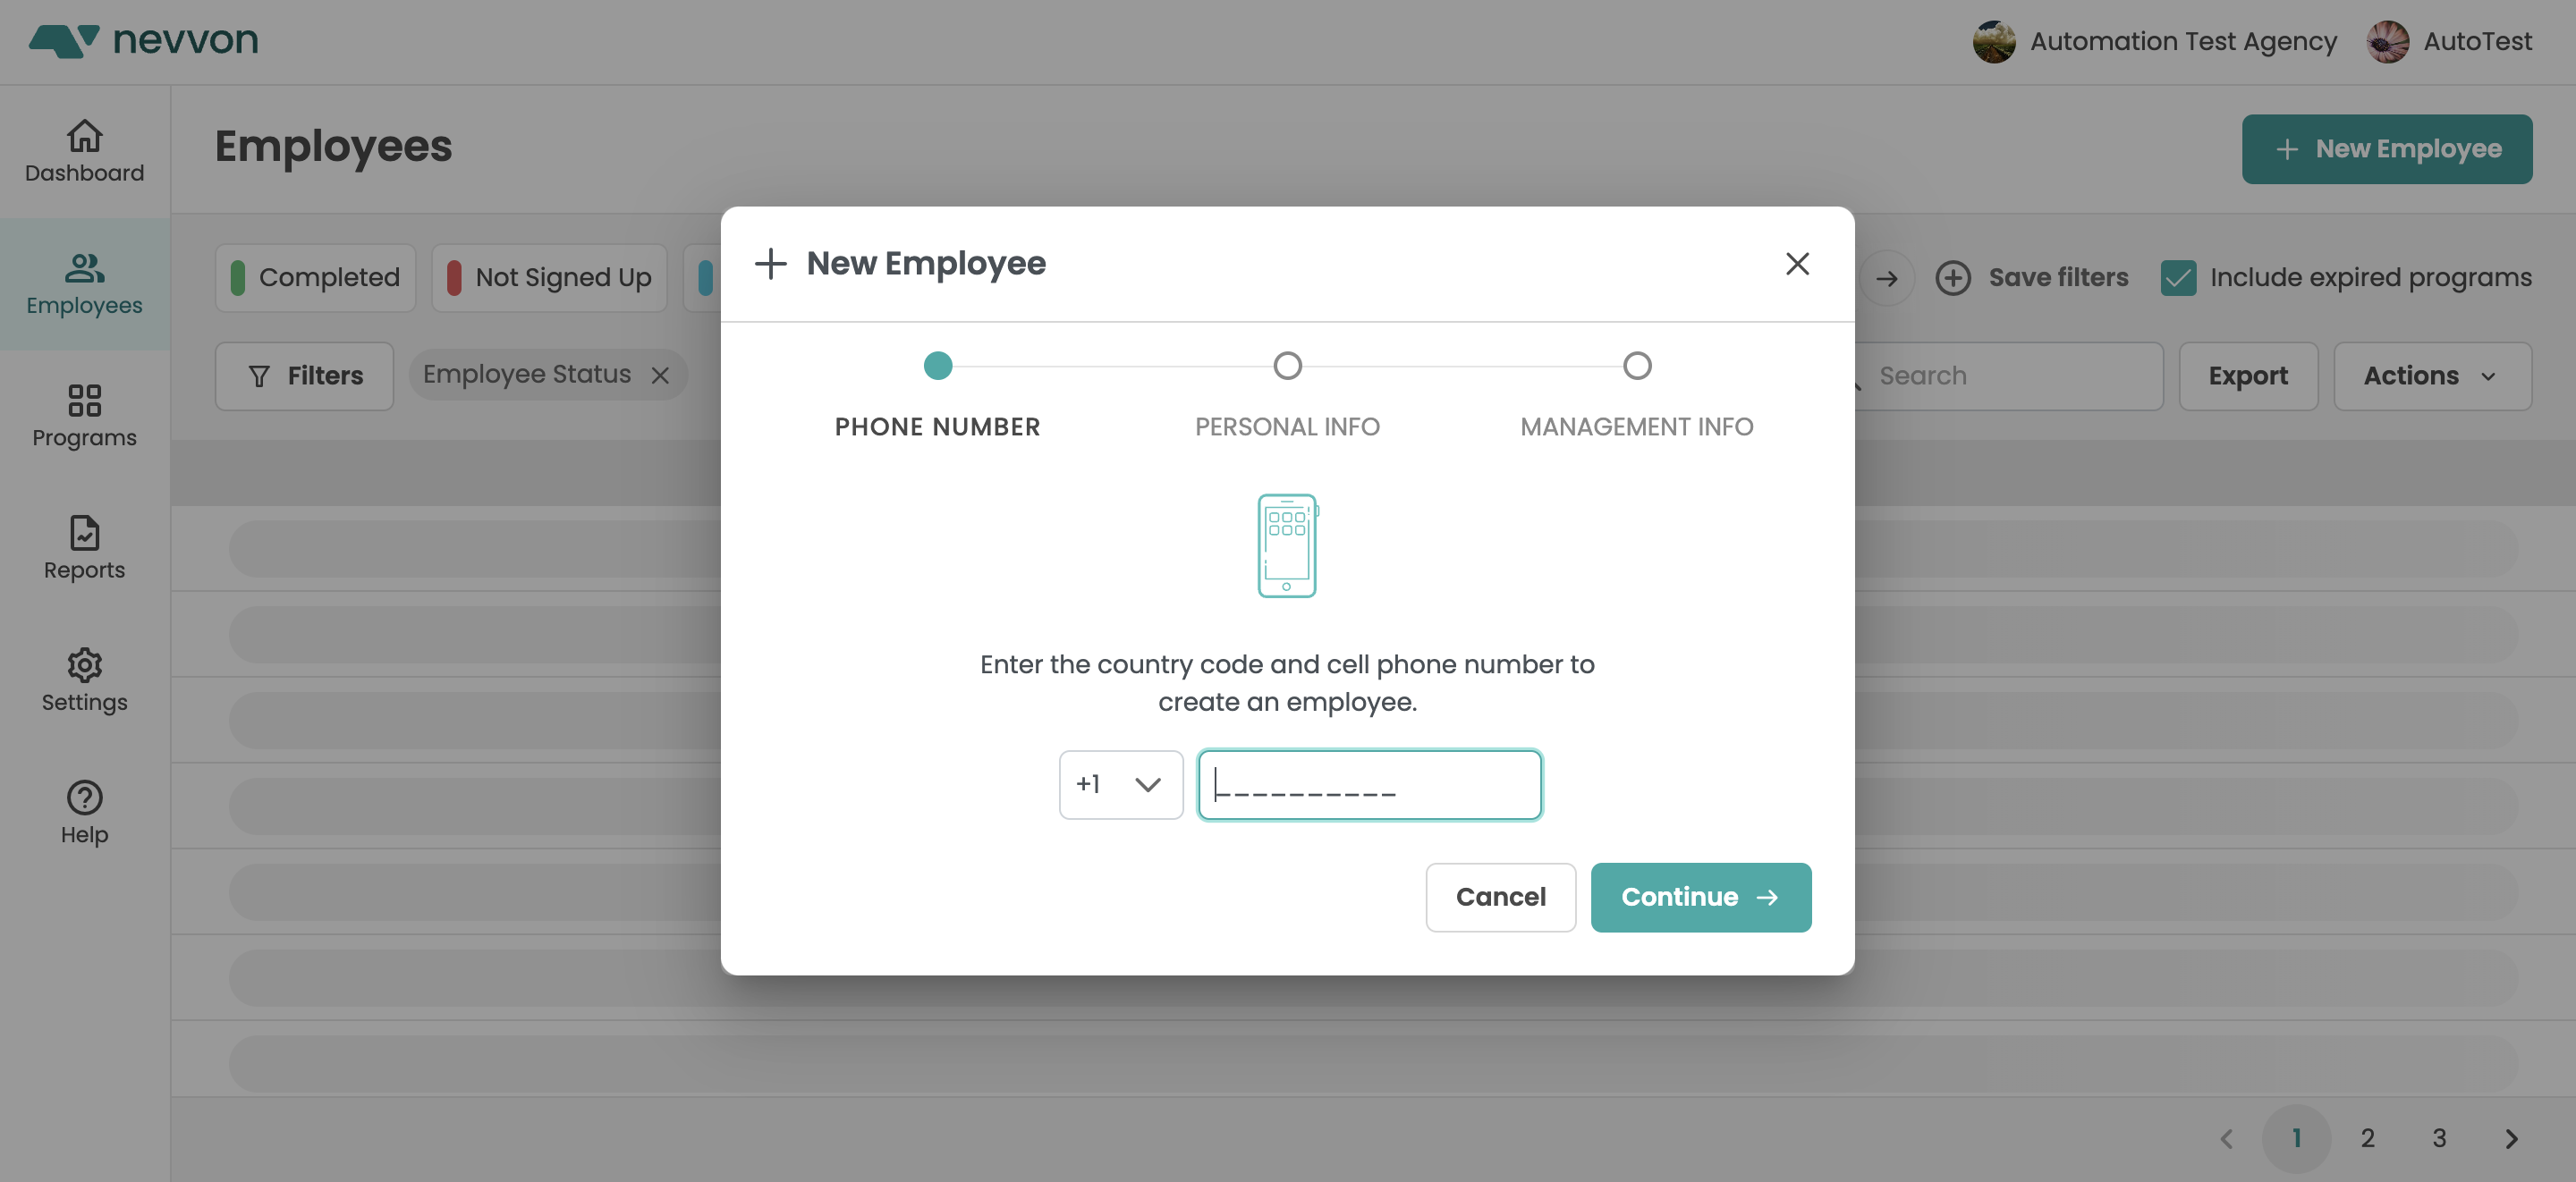 nevvon
Automation Test Agency
AutoTest
Dashboard
Employees
Programs
Reports
Settings
Help
Employees
New Employee
Completed
Not Signed Up
Save filters
Include expired programs
Filters
Employee Status
Search
Export
Actions
New Employee
PHONE NUMBER
PERSONAL INFO
MANAGEMENT INFO
Enter the country code and cell phone number to
create an employee.
+1
__________
Cancel
Continue
1 2 3